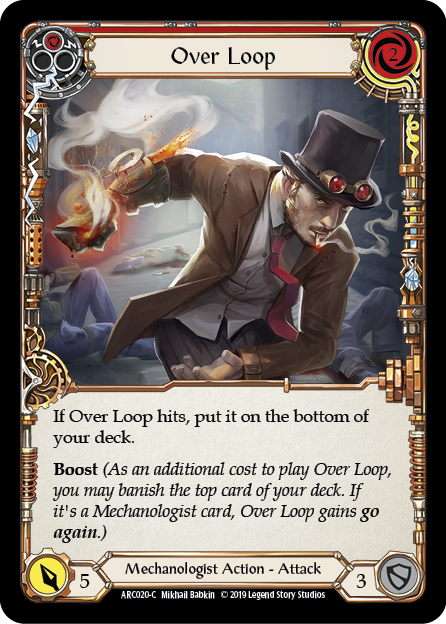 Over Loop
2
If Over Loop hits, put it on the bottom of
your deck.
Boost (As an additional cost to play Over Loop,
you may banish the top card of your deck. If
it's a Mechanologist card, Over Loop gains go
again.)
5
Mechanologist Action - Attack
3
ARC020-C Mikhail Babkin © 2019 Legend Story Studios